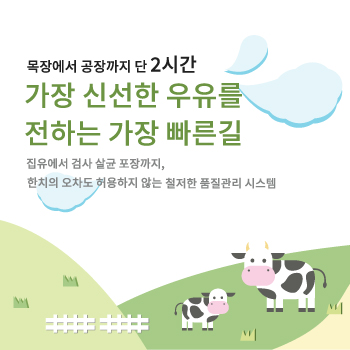 목장에서 공장까지 단 2시간
가장 신선한 우유를
전하는 가장 빠른길
집유에서 검사 살균 포장까지,
한치의 오차도 허용하지 않는 철저한 품질관리 시스템